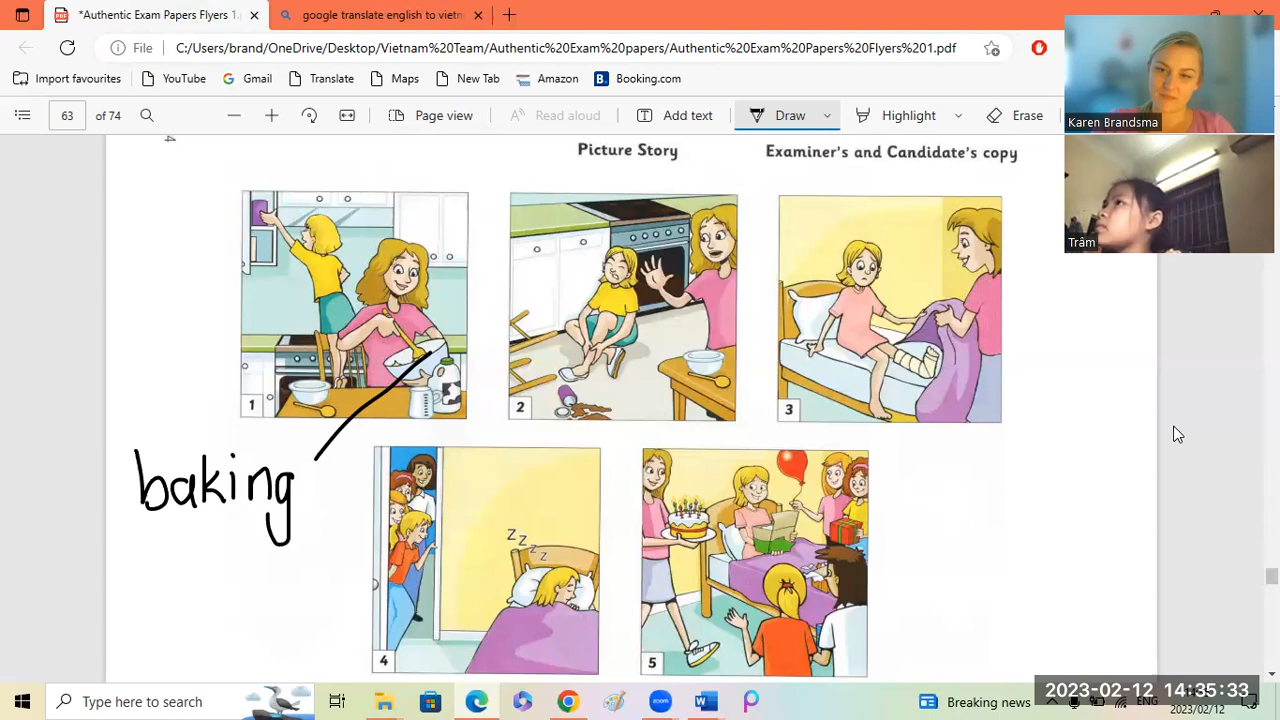 *Authentic Exam Papers Flyers 1.
google translate english to vietn
File
C:/Users/brand/OneDrive/Desktop/Vietnam%20Team/Authentic%20Exam%20papers/Authentic%20Exam%20Papers%20Flyers%201.pdf
Import favourites
YouTube
Gmail
Translate
Maps
New Tab
Amazon
Booking.com
63 of 74
Page view
Read aloud
Add text
Draw
Highlight
Erase
Karen Brandsma
Trâm
4
Picture Story
Examiner's and Candidate's copy
1
2
3
baking
Z Z Z Z
4
5
Type here to search
Breaking news
ENG
2023-02-12 14:35:33
2023/02/12